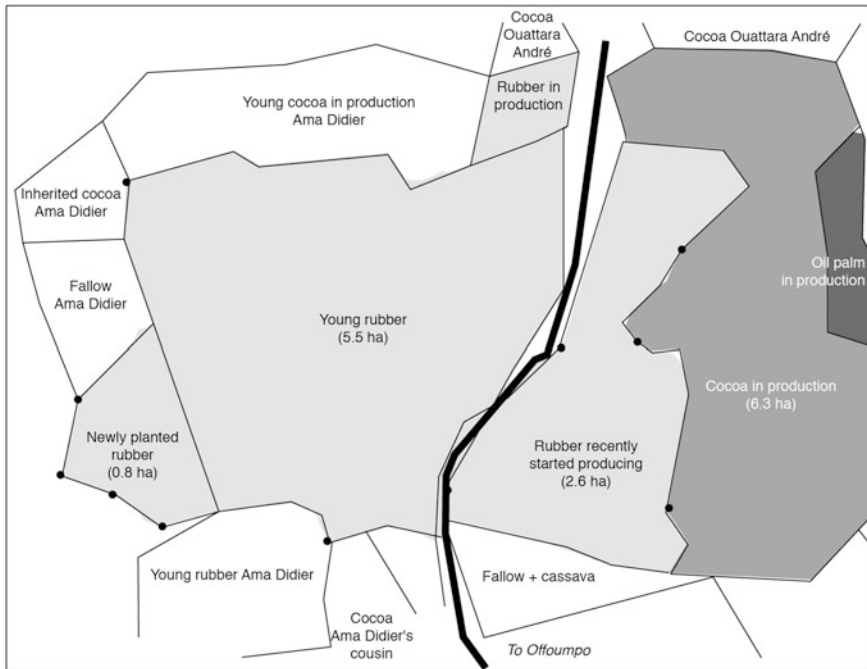 Cocoa
Ouattara
André
Cocoa Ouattara André
Rubber in
production
Young cocoa in production
Ama Didier
Inherited cocoa
Ama Didier
Fallow
Ama Didier
Oil palm
in production
Young rubber
(5.5 ha)
Cocoa in production
(6.3 ha)
Newly planted
rubber
(0.8 ha)
Rubber recently
started producing
(2.6 ha)
Young rubber Ama Didier
Fallow + cassava
Cocoa
Ama Didier's
cousin
To Offoumpo